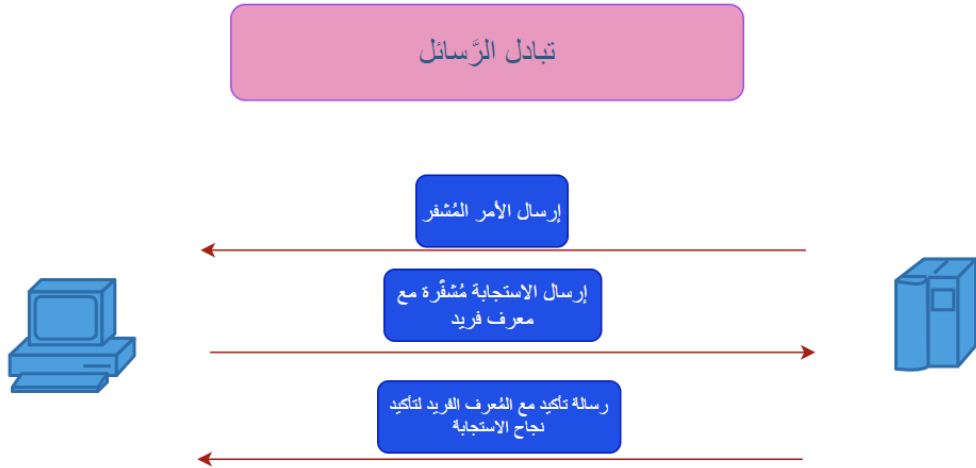 تبادل الرَّسائل
إرسال الأمر المُشفر
إرسال الاستجابة مُشفَّرة مع
معرف فريد
رسالة تأكيد مع المُعرف الفريد لتأكيد
نجاح الاستجابة